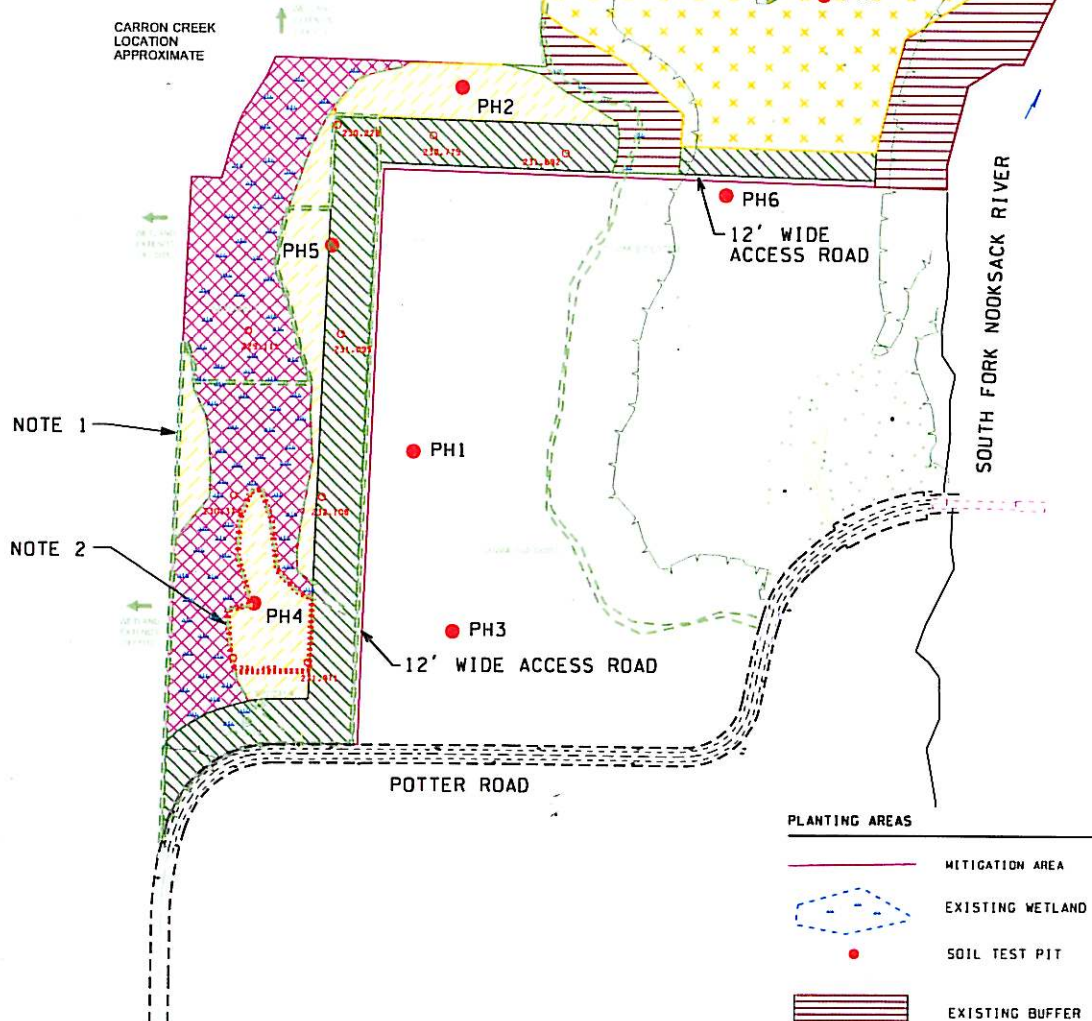 CARRON CREEK
LOCATION
APPROXIMATE
PH2
PH6
12' WIDE
ACCESS ROAD
PH5
SOUTH FORK NOOKSACK RIVER
NOTE 1
PH1
NOTE 2
PH4
PH3
12' WIDE ACCESS ROAD
POTTER ROAD
PLANTING AREAS
MITIGATION AREA
EXISTING WETLAND
SOIL TEST PIT
EXISTING BUFFER